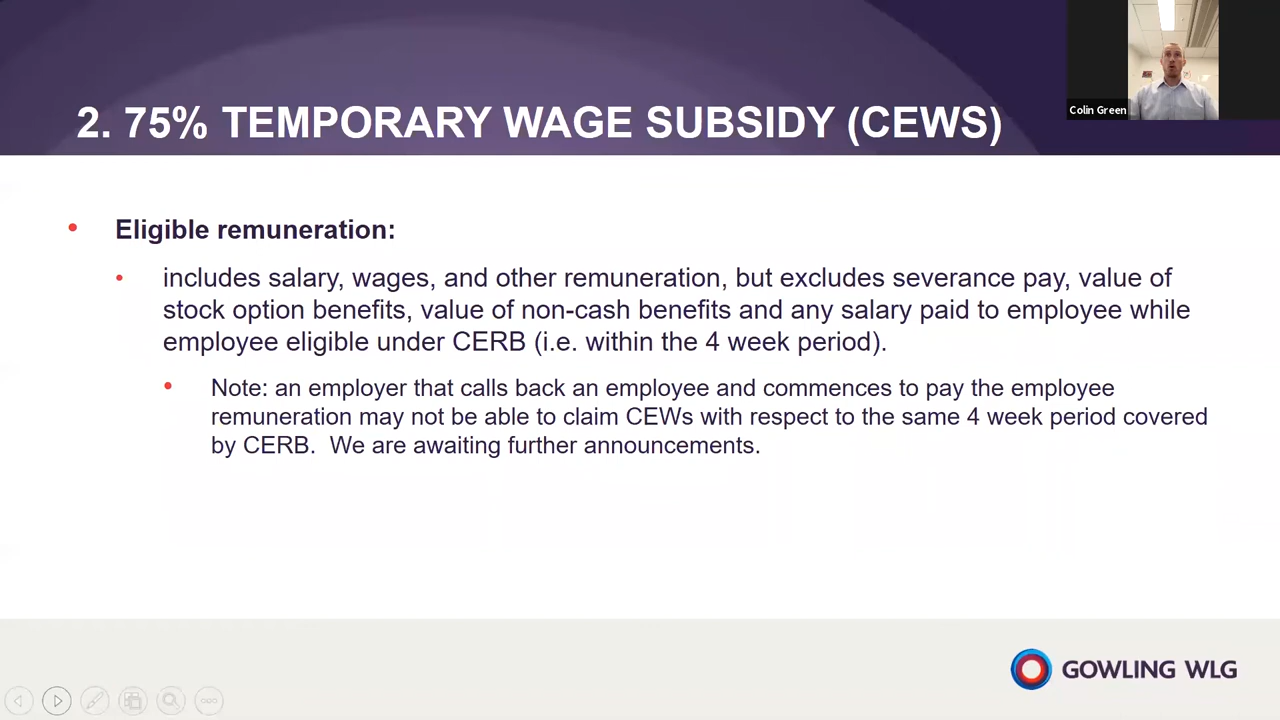 2. 75% TEMPORARY WAGE SUBSIDY (CEWS)
Colin Green
Eligible remuneration:
includes salary, wages, and other remuneration, but excludes severance pay, value of
stock option benefits, value of non-cash benefits and any salary paid to employee while
employee eligible under CERB (i.e. within the 4 week period).
Note: an employer that calls back an employee and commences to pay the employee
remuneration may not be able to claim CEWs with respect to the same 4 week period covered
by CERB.  We are awaiting further announcements.
GOWLING WLG